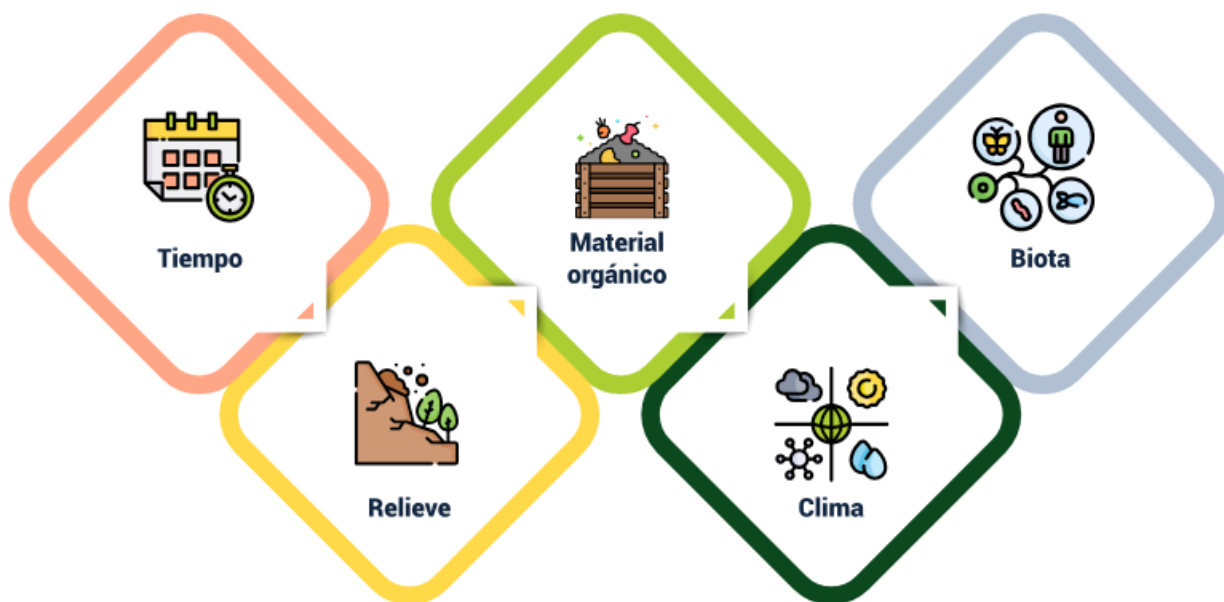 Tiempo
Material
orgánico
Biota
Relieve
Clima